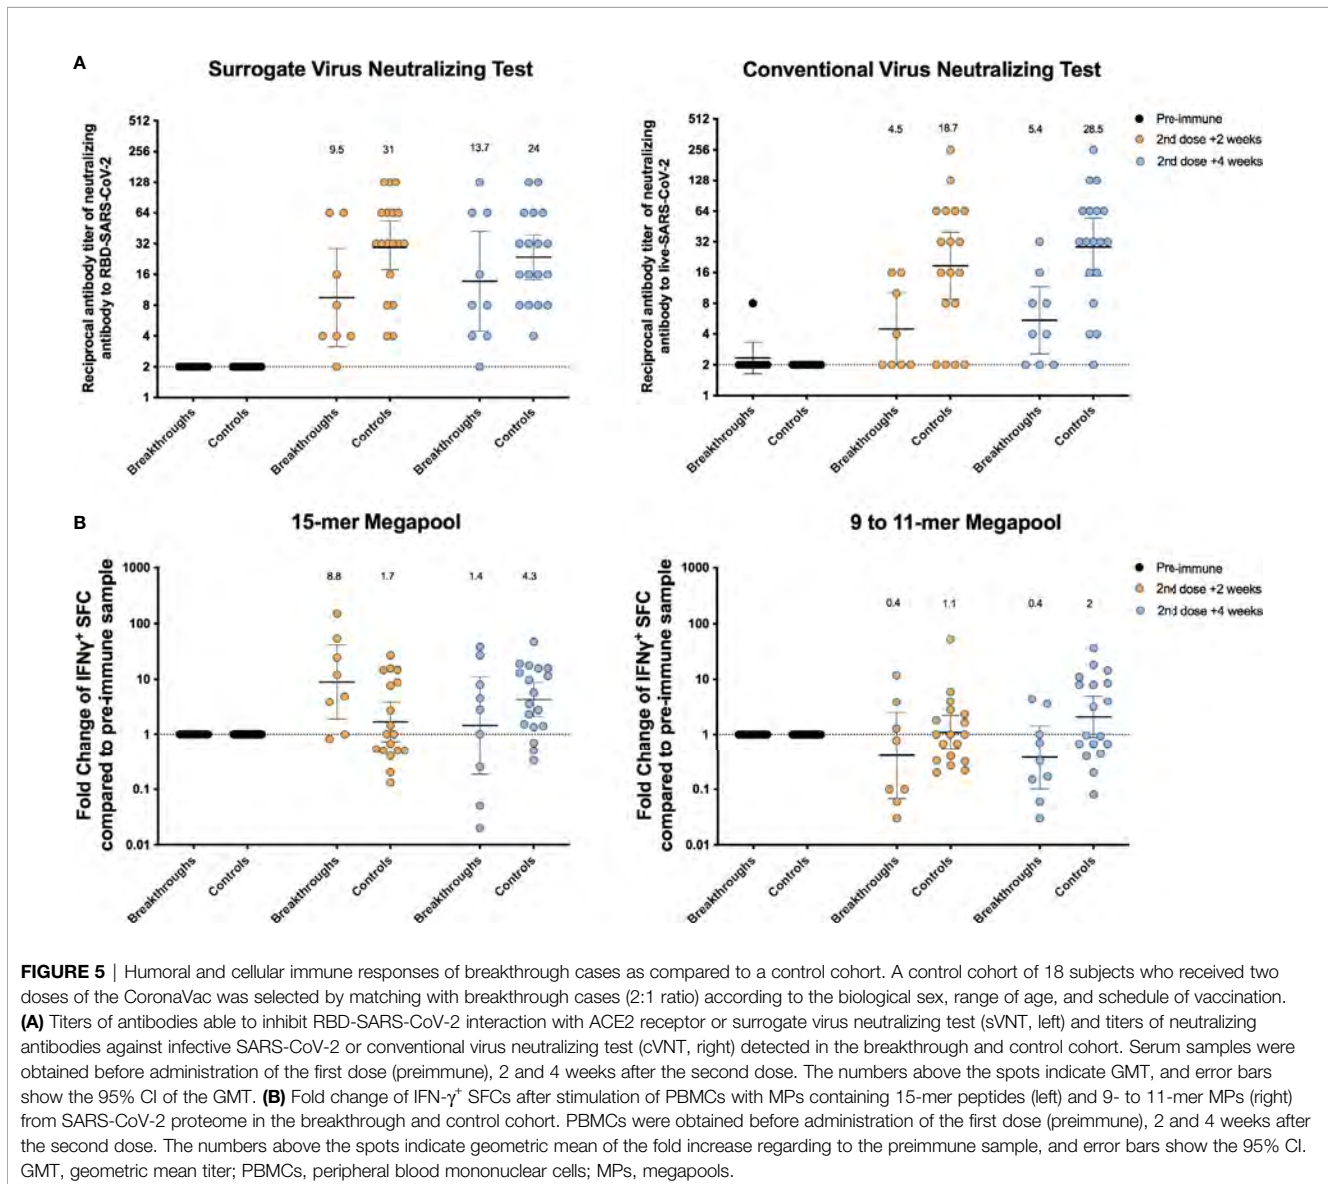 A
Surrogate Virus Neutralizing Test
Reciprocal antibody titer of neutralizing
antibody to RBD-SARS-CoV-2
512
256
128
64
32
16
8
4
2
1
9.5
31
13.7
24
Breakthroughs
Controls
Breakthroughs
Controls
Breakthroughs
Controls
Conventional Virus Neutralizing Test
Reciprocal antibody titer of neutralizing
antibody to live-SARS-CoV-2
512
256
128
64
32
16
8
4
2
1
4.5
18.7
5.4
28.5
Breakthroughs
Controls
Breakthroughs
Controls
Breakthroughs
Controls
Pre-immune
2nd dose +2 weeks
2nd dose +4 weeks
B
15-mer Megapool
Fold Change of IFNγ⁺ SFC
compared to pre-immune sample
1000
100
10
1
0.1
0.01
8.8
1.7
1.4
4.3
Breakthroughs
Controls
Breakthroughs
Controls
Breakthroughs
Controls
9 to 11-mer Megapool
Fold Change of IFNγ⁺ SFC
compared to pre-immune sample
1000
100
10
1
0.1
0.01
0.4
1.1
0.4
2
Breakthroughs
Controls
Breakthroughs
Controls
Breakthroughs
Controls
Pre-immune
2nd dose +2 weeks
2nd dose +4 weeks
FIGURE 5 | Humoral and cellular immune responses of breakthrough cases as compared to a control cohort. A control cohort of 18 subjects who received two
doses of the CoronaVac was selected by matching with breakthrough cases (2:1 ratio) according to the biological sex, range of age, and schedule of vaccination.
(A) Titers of antibodies able to inhibit RBD-SARS-CoV-2 interaction with ACE2 receptor or surrogate virus neutralizing test (sVNT, left) and titers of neutralizing
antibodies against infective SARS-CoV-2 or conventional virus neutralizing test (cVNT, right) detected in the breakthrough and control cohort. Serum samples were
obtained before administration of the first dose (preimmune), 2 and 4 weeks after the second dose. The numbers above the spots indicate GMT, and error bars
show the 95% CI of the GMT. (B) Fold change of IFN-γ⁺ SFCs after stimulation of PBMCs with MPs containing 15-mer peptides (left) and 9- to 11-mer MPs (right)
from SARS-CoV-2 proteome in the breakthrough and control cohort. PBMCs were obtained before administration of the first dose (preimmune), 2 and 4 weeks after
the second dose. The numbers above the spots indicate geometric mean of the fold increase regarding to the preimmune sample, and error bars show the 95% CI.
GMT, geometric mean titer; PBMCs, peripheral blood mononuclear cells; MPs, megapools.